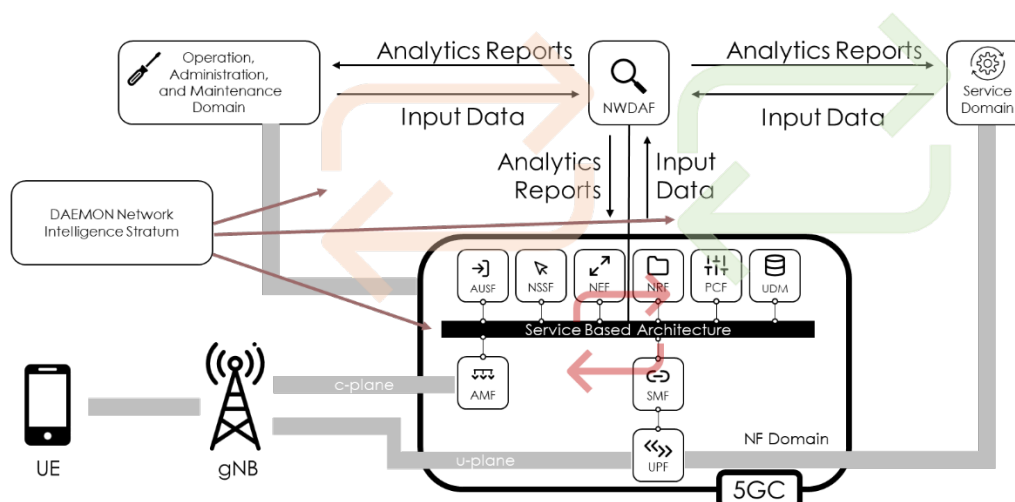 Operation,
Administration,
and Maintenance
Domain
Analytics Reports
Input Data
NWDAF
Analytics Reports
Input Data
Service
Domain
Analytics
Reports
Input
Data
DAEMON Network
Intelligence Stratum
AUSF
NSSF
NEF
NRF
PCF
UDM
Service Based Architecture
c-plane
AMF
SMF
UE
gNB
u-plane
UPF
NF Domain
5GC